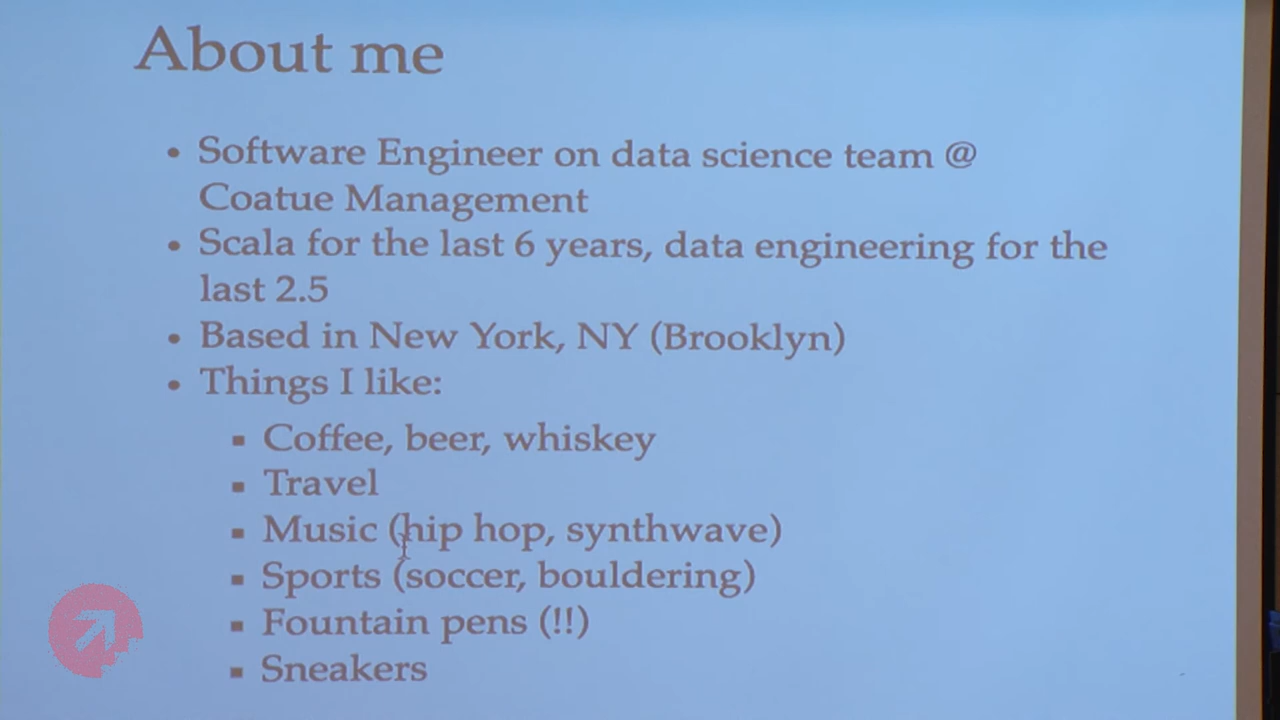 About me
• Software Engineer on data science team @
Coatue Management
• Scala for the last 6 years, data engineering for the
last 2.5
• Based in New York, NY (Brooklyn)
• Things I like:
▪ Coffee, beer, whiskey
▪ Travel
▪ Music (hip hop, synthwave)
▪ Sports (soccer, bouldering)
▪ Fountain pens (!!)
▪ Sneakers